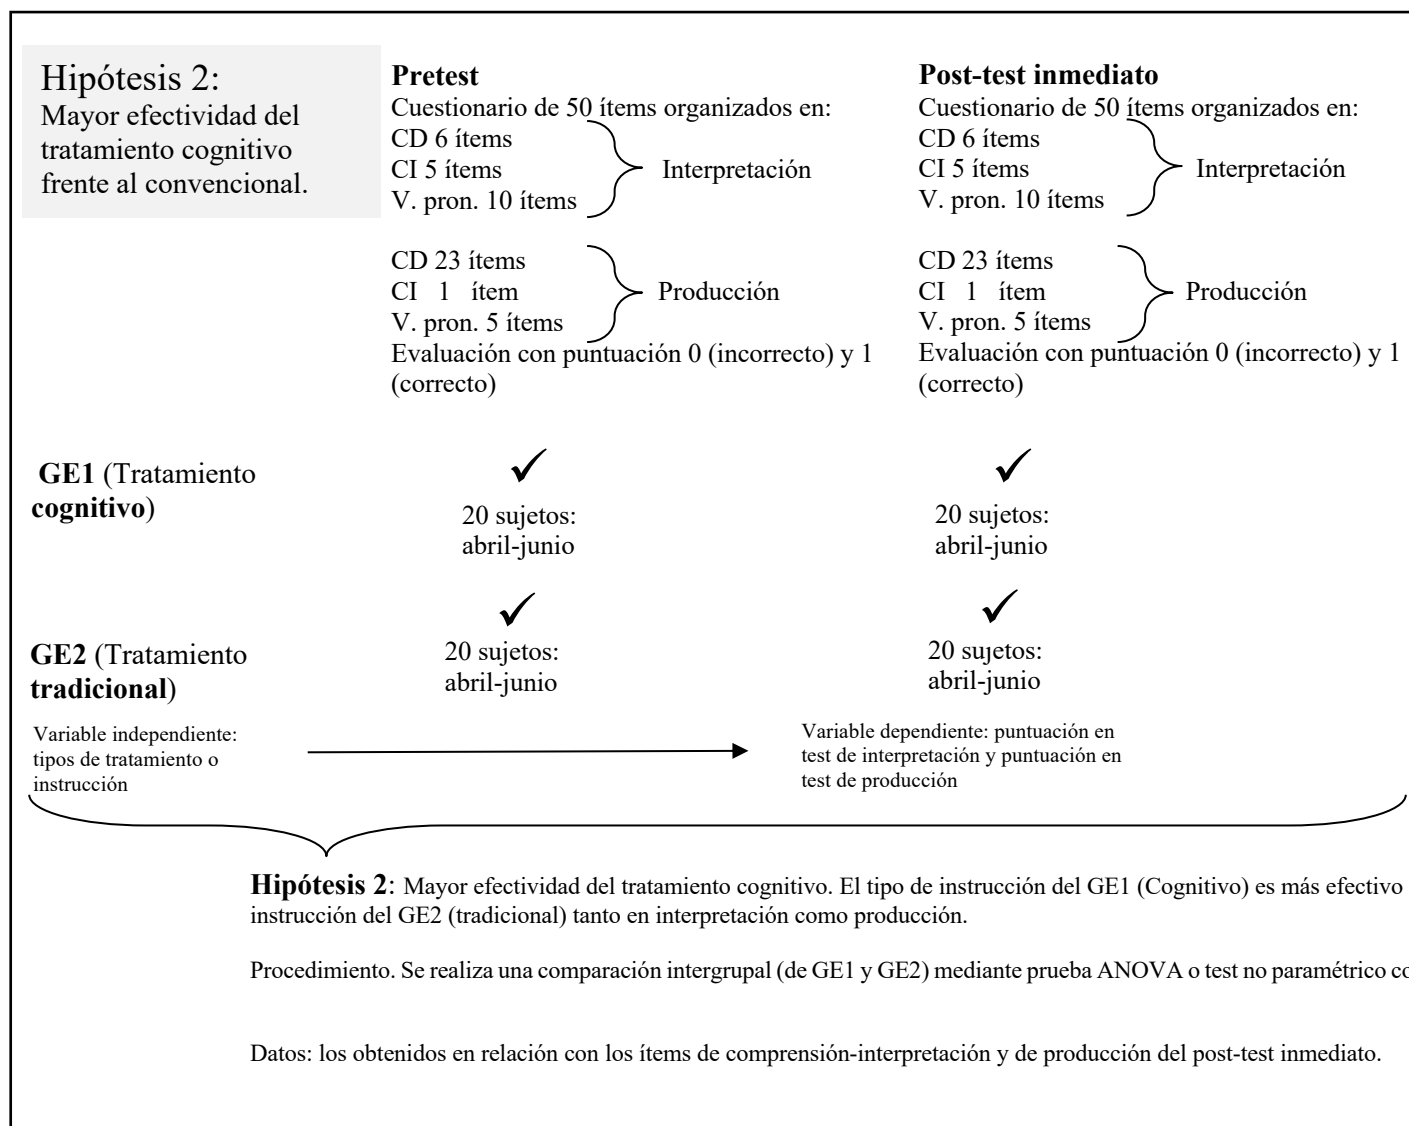 Hipótesis 2:
Mayor efectividad del
tratamiento cognitivo
frente al convencional.
Pretest
Cuestionario de 50 ítems organizados en:
CD 6 ítems
CI 5 ítems
V. pron. 10 ítems
Interpretación
CD 23 ítems
CI 1 ítem
V. pron. 5 ítems
Producción
Evaluación con puntuación 0 (incorrecto) y 1
(correcto)
Post-test inmediato
Cuestionario de 50 ítems organizados en:
CD 6 ítems
CI 5 ítems
V. pron. 10 ítems
Interpretación
CD 23 ítems
CI 1 ítem
V. pron. 5 ítems
Producción
Evaluación con puntuación 0 (incorrecto) y 1
(correcto)
GE1 (Tratamiento
cognitivo)
20 sujetos:
abril-junio
20 sujetos:
abril-junio
GE2 (Tratamiento
tradicional)
20 sujetos:
abril-junio
20 sujetos:
abril-junio
Variable independiente:
tipos de tratamiento o
instrucción
Variable dependiente: puntuación en
test de interpretación y puntuación en
test de producción
Hipótesis 2: Mayor efectividad del tratamiento cognitivo. El tipo de instrucción del GE1 (Cognitivo) es más efectivo
instrucción del GE2 (tradicional) tanto en interpretación como producción.
Procedimiento. Se realiza una comparación intergrupal (de GE1 y GE2) mediante prueba ANOVA o test no paramétrico
Datos: los obtenidos en relación con los ítems de comprensión-interpretación y de producción del post-test inmediato.